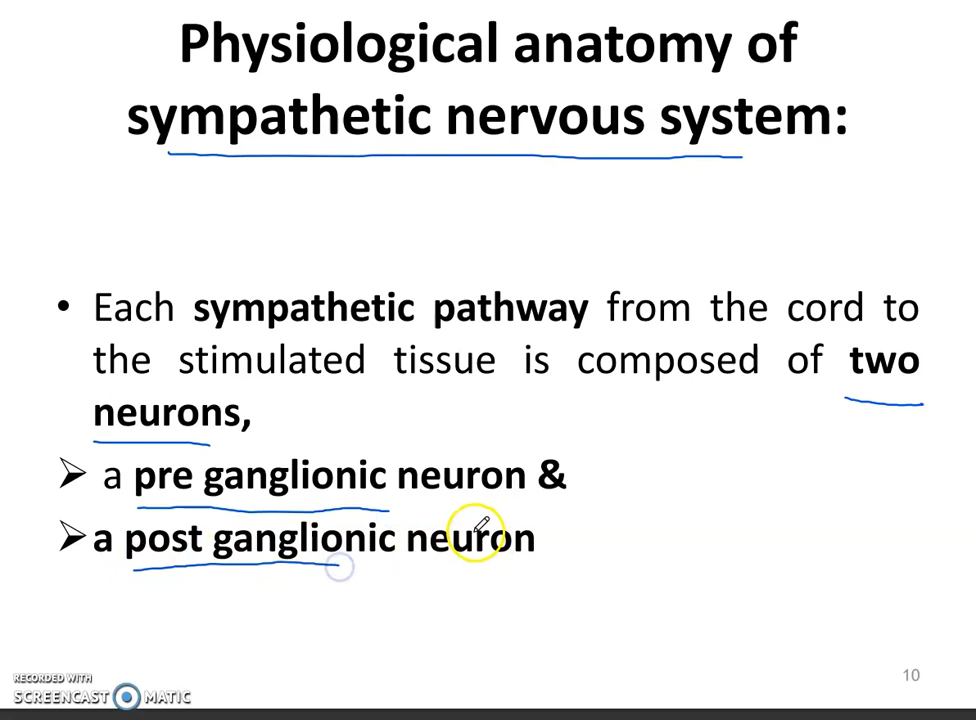 Physiological anatomy of
sympathetic nervous system:
• Each sympathetic pathway from the cord to
the stimulated tissue is composed of two
neurons,
➢ a pre ganglionic neuron &
➢ a post ganglionic neuron
RECORDED WITH
SCREENCAST MATIC
10